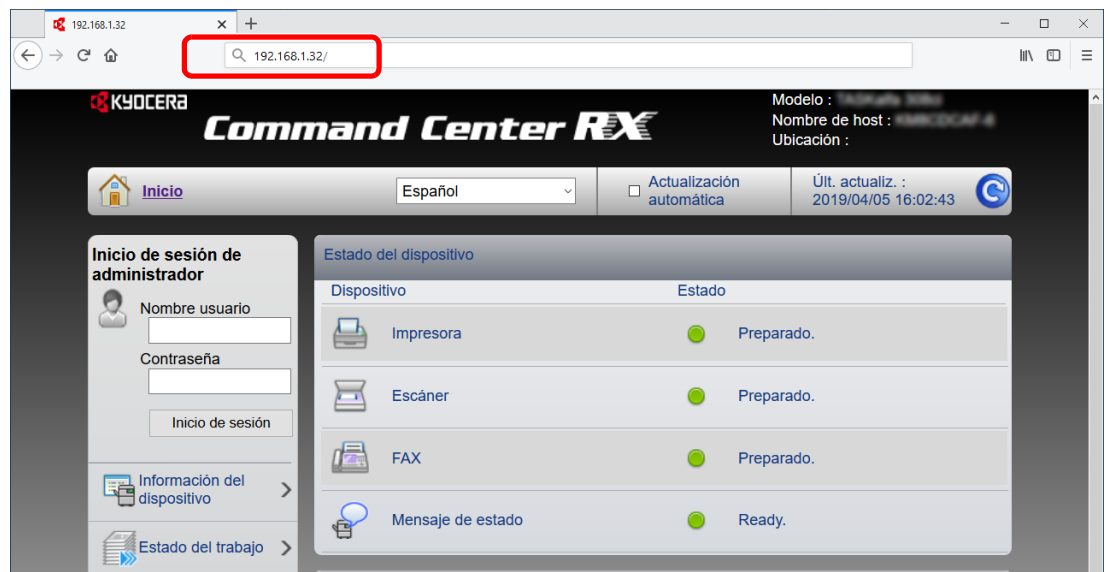 192.168.1.32
192.168.1.32/
KYOCERA
Command Center RX
Modelo :
Nombre de host :
Ubicación :
Inicio
Español
Actualización
automática
Últ. actualiz. :
2019/04/05 16:02:43
Inicio de sesión de
administrador
Nombre usuario
Contraseña
Inicio de sesión
Información del
dispositivo
Estado del trabajo
Estado del dispositivo
Dispositivo Estado
Impresora Preparado.
Escáner Preparado.
FAX Preparado.
Mensaje de estado Ready.